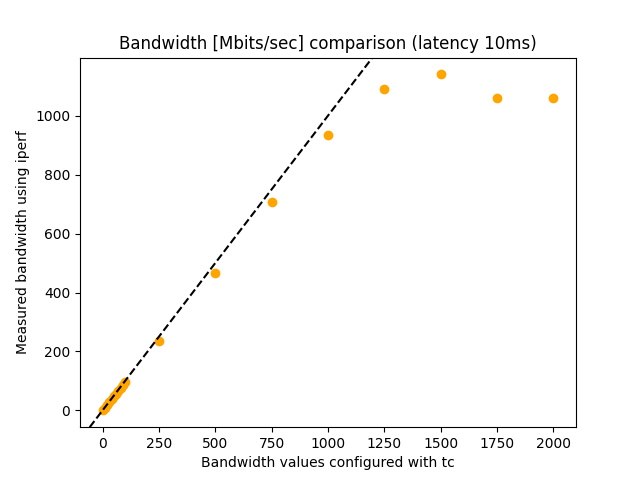 Bandwidth [Mbits/sec] comparison (latency 10ms)
Measured bandwidth using iperf
1000
800
600
400
200
0
0 250 500 750 1000 1250 1500 1750 2000
Bandwidth values configured with tc